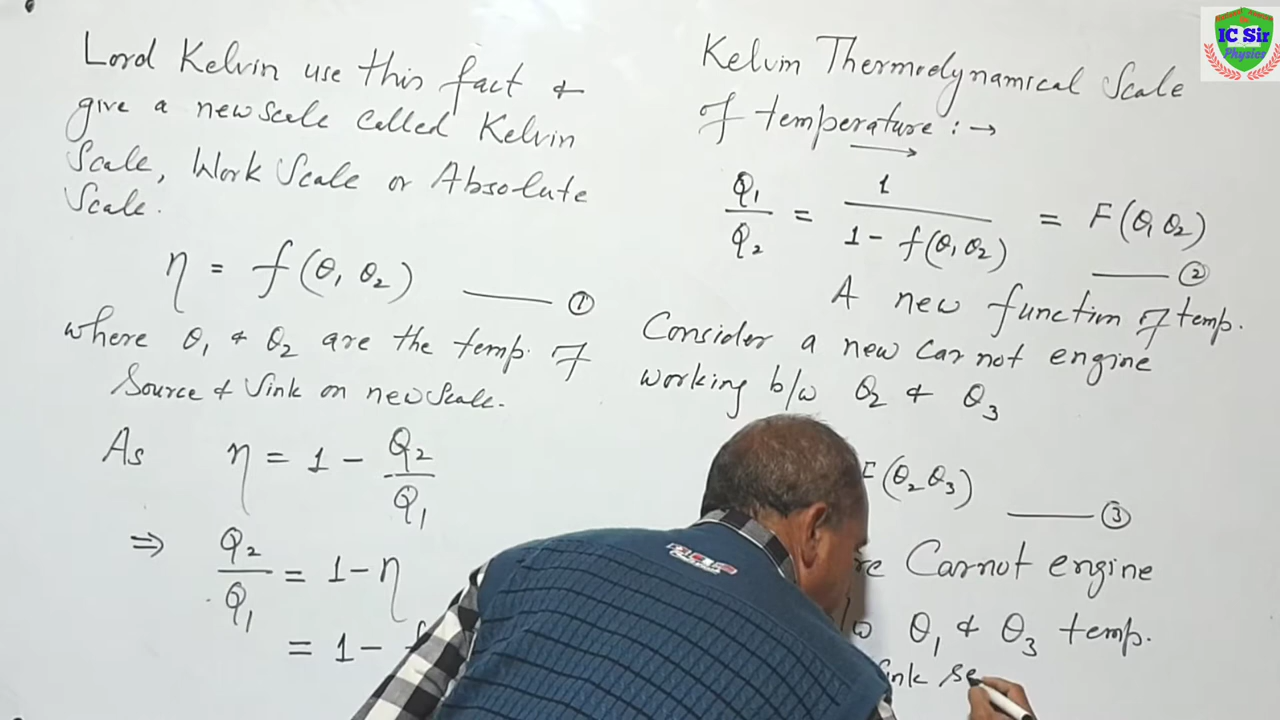 Lord Kelvin use this fact &
give a new scale called Kelvin
Scale, Work Scale or Absolute
Scale.
η = f(θ₁ θ₂) —— ①
where θ₁ & θ₂ are the temp. of
Source & Sink on new scale.
As η = 1 - Q₂/Q₁
⇒ Q₂/Q₁ = 1 - η
= 1 -
Kelvin Thermodynamical Scale
of temperature :→
Q₁/Q₂ = 1/(1 - f(θ₁ θ₂)) = F(θ₁ θ₂)
—— ②
A new function of temp.
Consider a new Carnot engine
working b/w θ₂ & θ₃
(θ₂ θ₃) —— ③
Carnot engine
θ₁ & θ₃ temp.
IC Sir
Physics